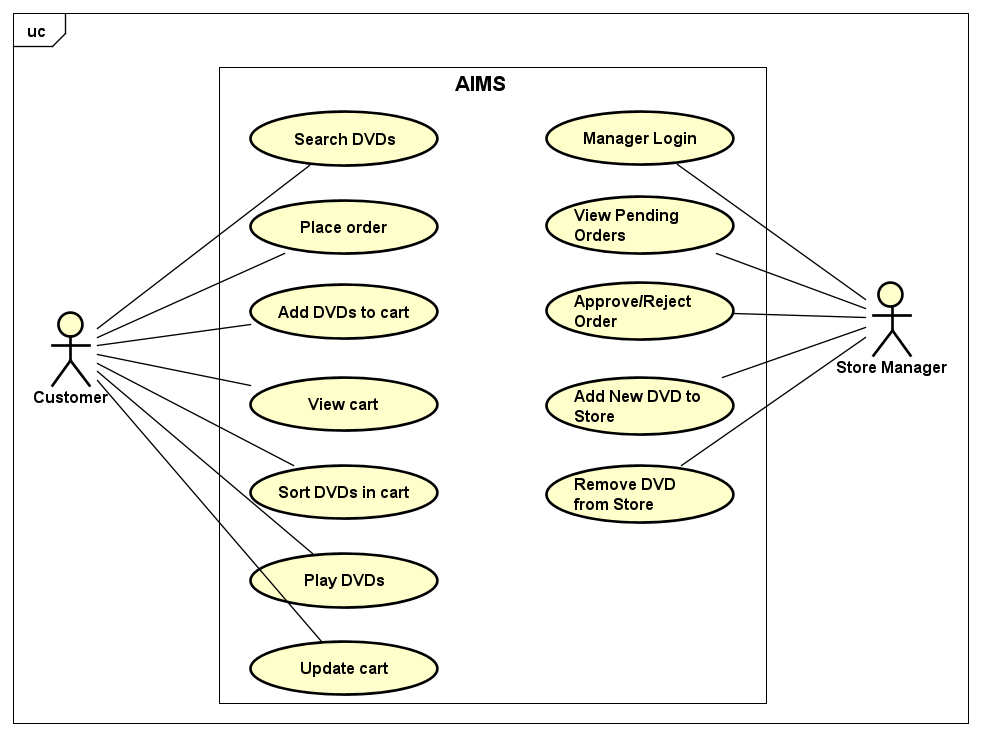 uc
AIMS
Search DVDs
Place order
Add DVDs to cart
View cart
Sort DVDs in cart
Play DVDs
Update cart
Manager Login
View Pending
Orders
Approve/Reject
Order
Add New DVD to
Store
Remove DVD
from Store
Customer
Store Manager